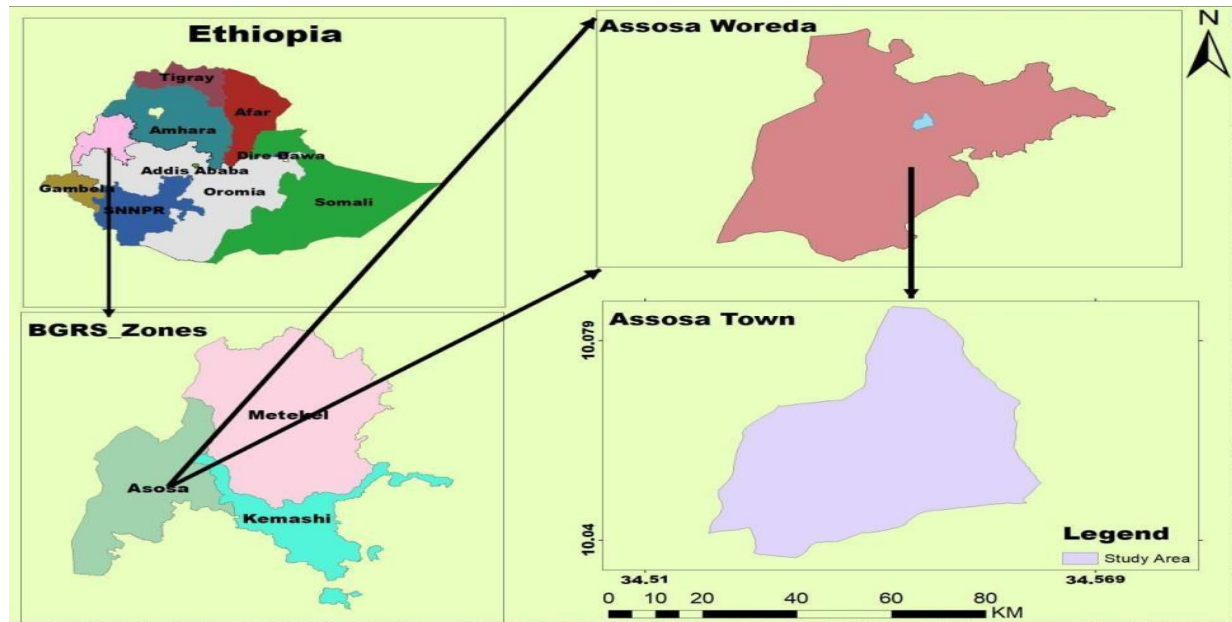 Ethiopia
Tigray
Afar
Amhara
Dire Dawa
Addis Ababa
Gambela
Oromia
SNNPR
Somali
BGRS_Zones
Metekel
Asosa
Kemashi
Assosa Woreda
N
Assosa Town
10.079
10.04
Legend
Study Area
34.51
34.569
0 10 20 40 60 80
KM